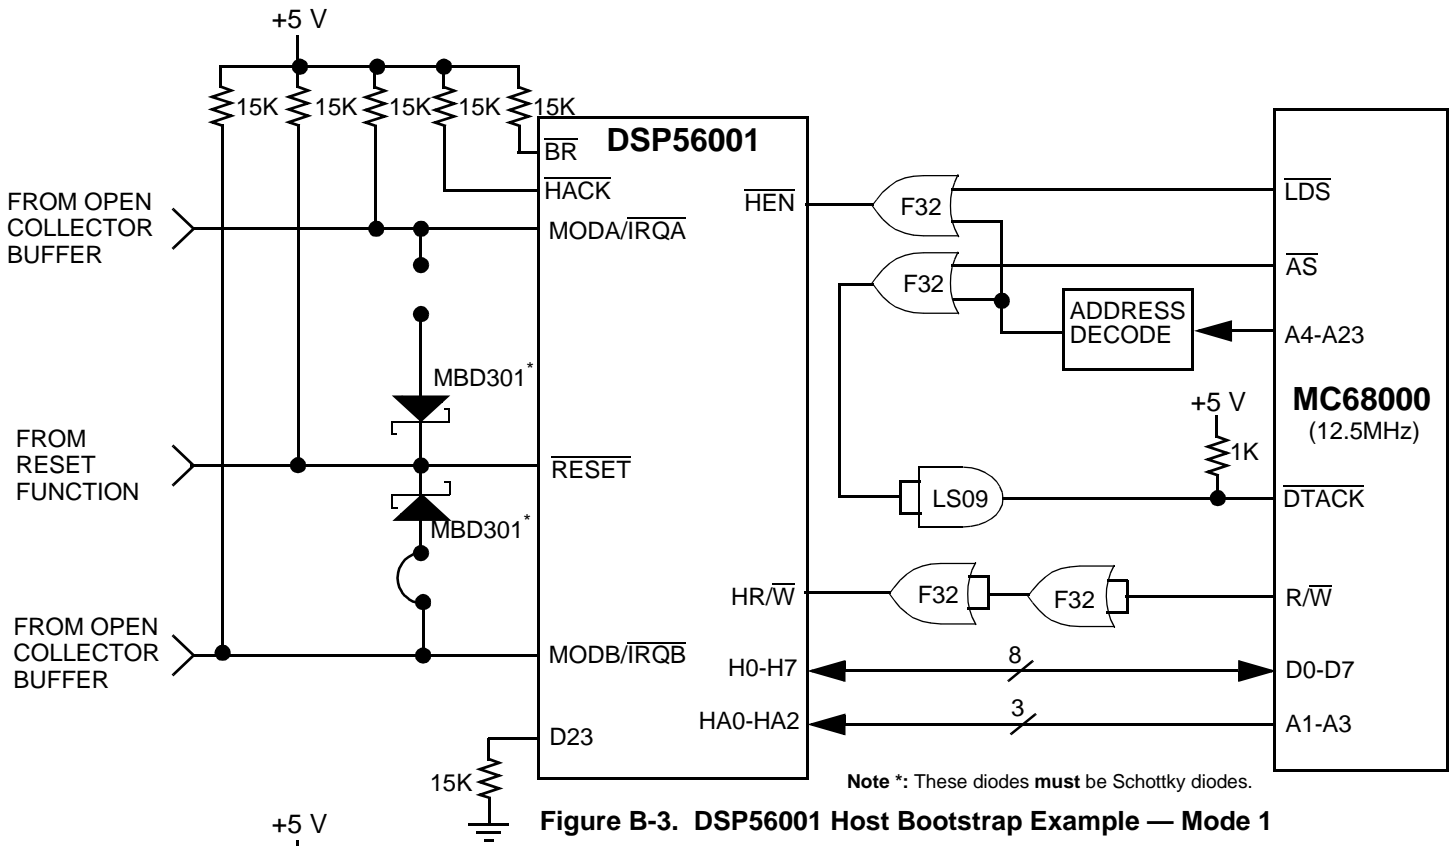 +5 V
15K
15K
15K
15K
15K
DSP56001
BR
HACK
HEN
F32
LDS
FROM OPEN
COLLECTOR
BUFFER
MODA/IRQA
F32
AS
ADDRESS
DECODE
A4-A23
MBD301*
+5 V
MC68000
(12.5MHz)
1K
FROM
RESET
FUNCTION
RESET
LS09
DTACK
MBD301*
HR/W
F32
F32
R/W
FROM OPEN
COLLECTOR
BUFFER
MODB/IRQB
H0-H7
8
D0-D7
HA0-HA2
3
A1-A3
D23
15K
Note *: These diodes must be Schottky diodes.
Figure B-3. DSP56001 Host Bootstrap Example — Mode 1
+5 V